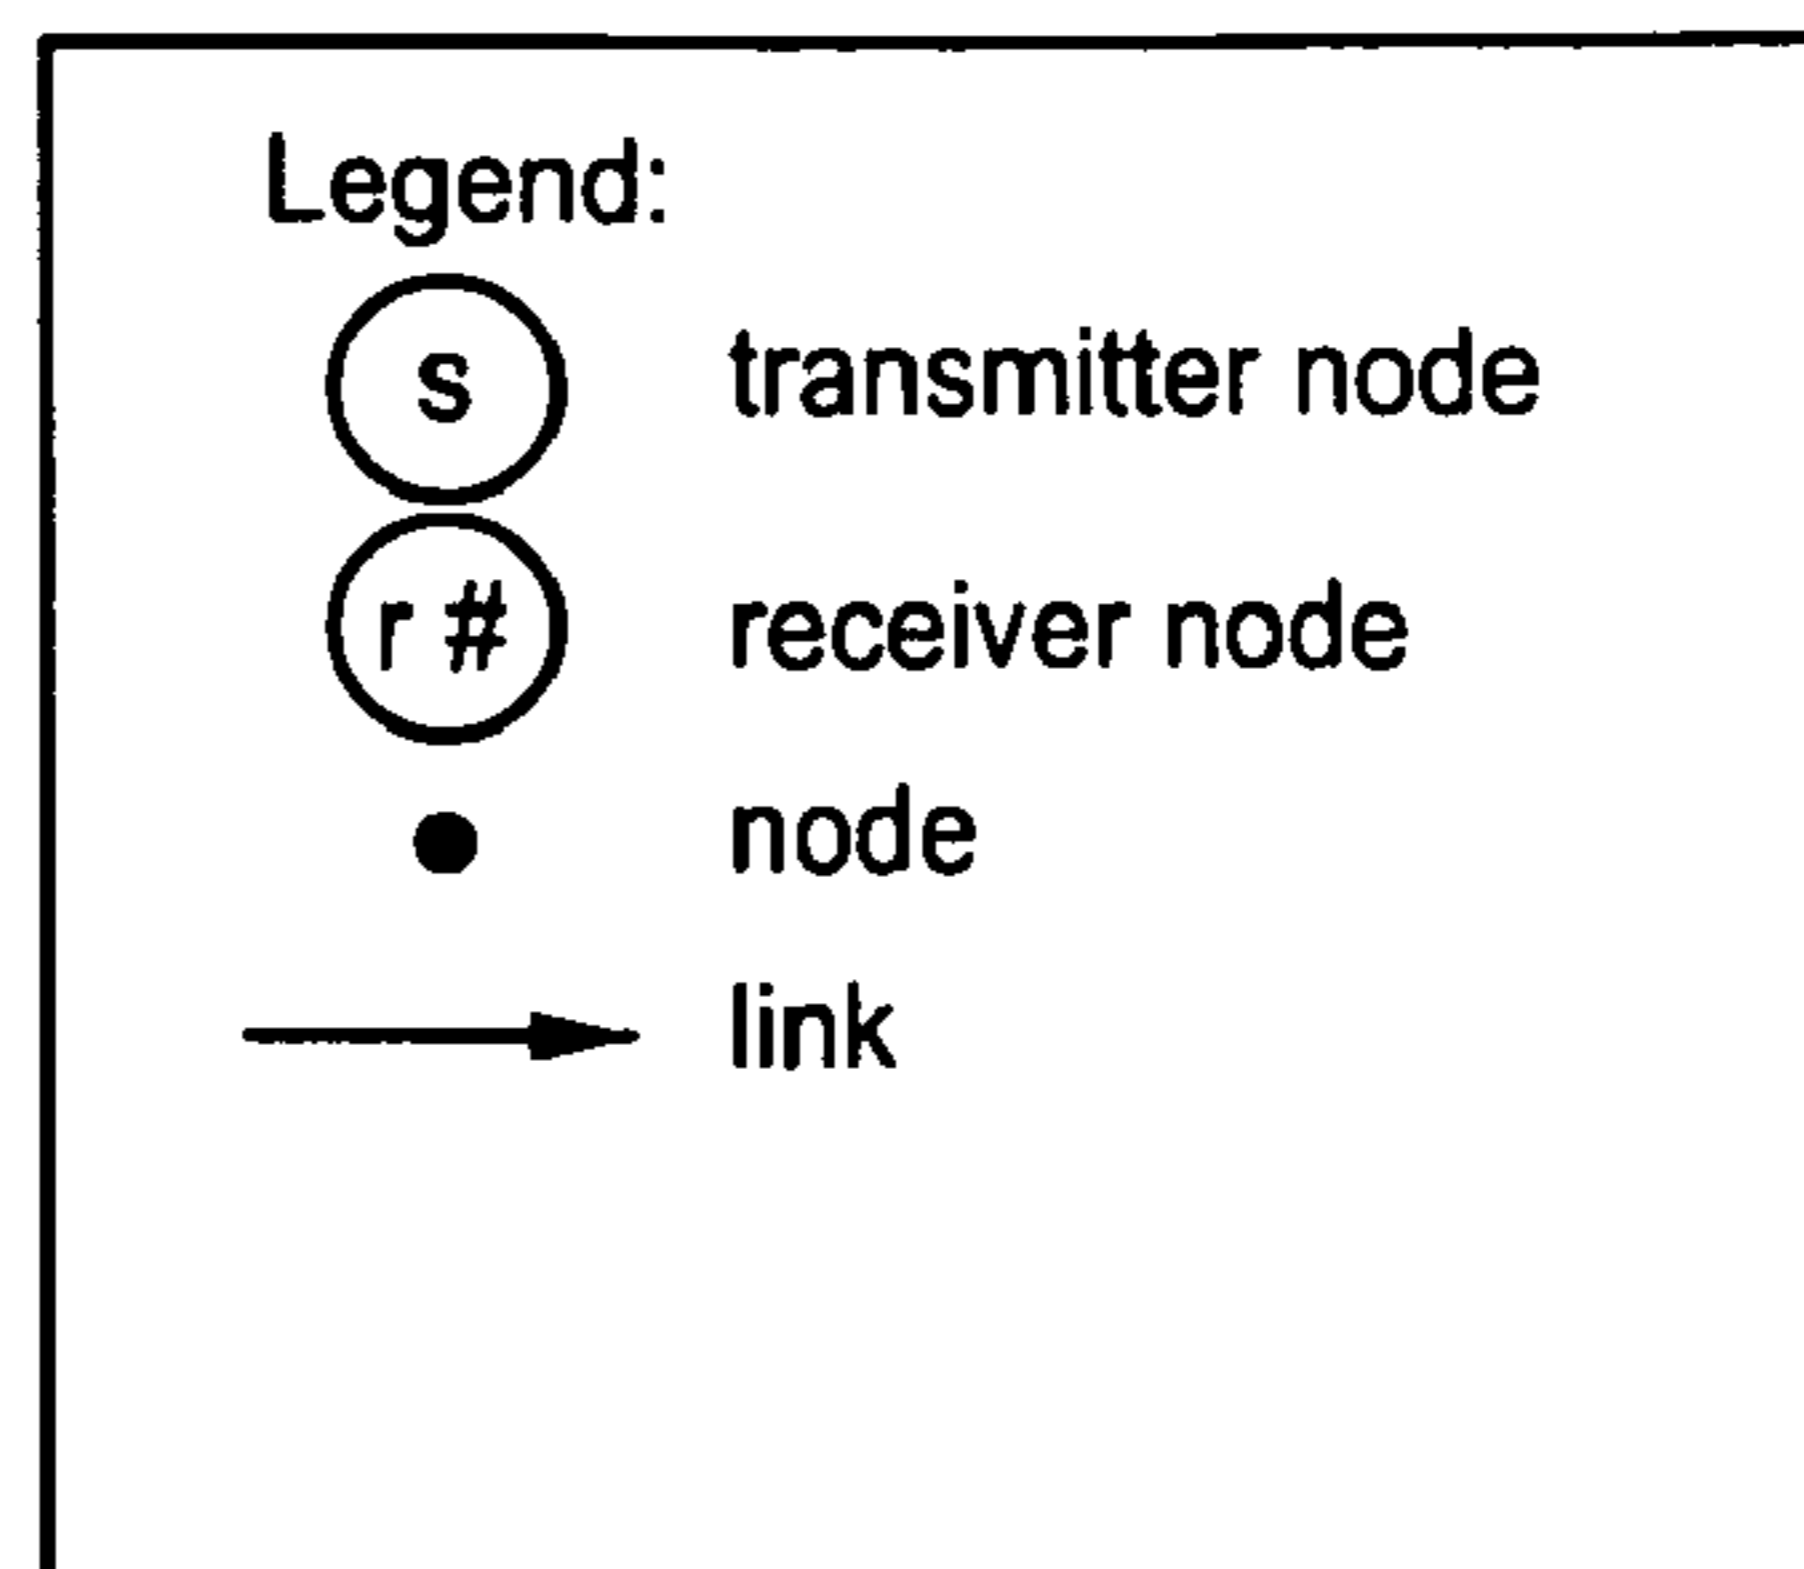 Legend:
s transmitter node
r # receiver node
node
link